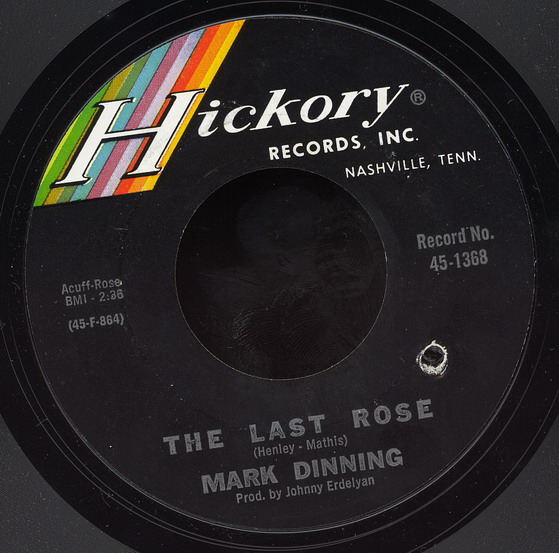 Hickory®
RECORDS, INC.
NASHVILLE, TENN.
Record No.
45-1368
Acuff-Rose
BMI - 2:36
(45-F-864)
THE LAST ROSE
(Henley - Mathis)
MARK DINNING
Prod. by Johnny Erdelyan